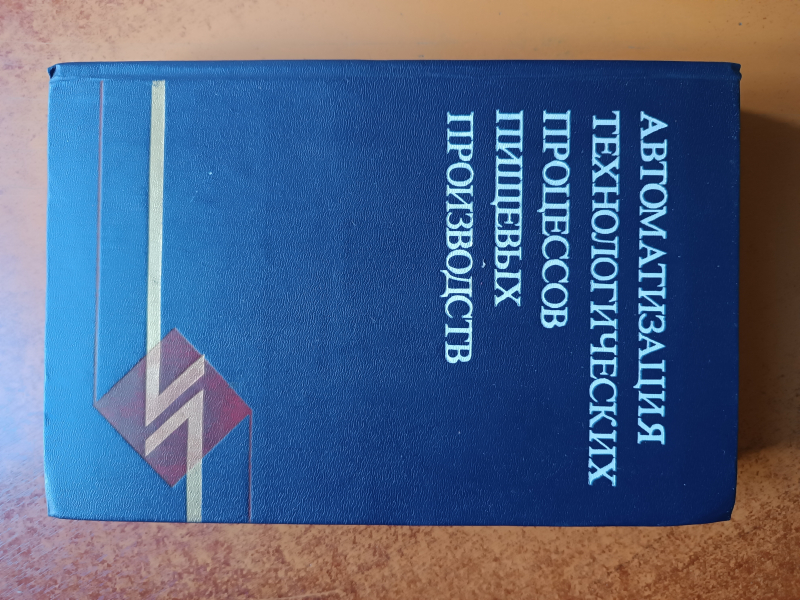 АВТОМАТИЗАЦИЯ
ТЕХНОЛОГИЧЕСКИХ
ПРОЦЕССОВ
ПИЩЕВЫХ
ПРОИЗВОДСТВ